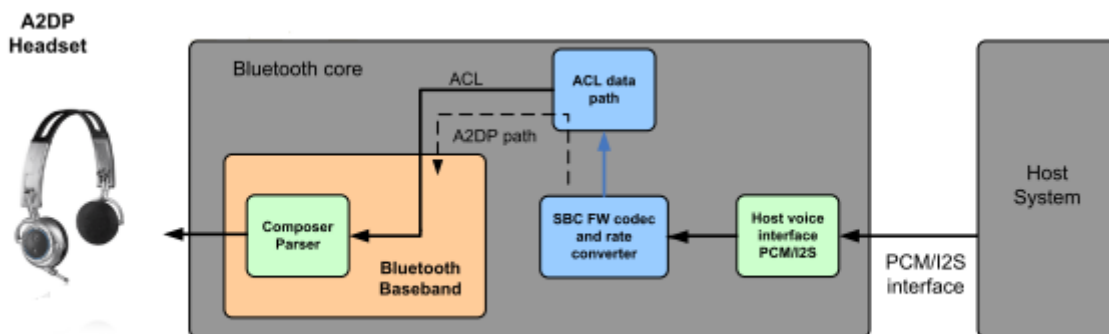 A2DP
Headset
Bluetooth core
ACL
ACL data
path
A2DP path
Host
System
Composer
Parser
SBC FW codec
and rate
converter
Host voice
interface
PCM/I2S
Bluetooth
Baseband
PCM/I2S
interface